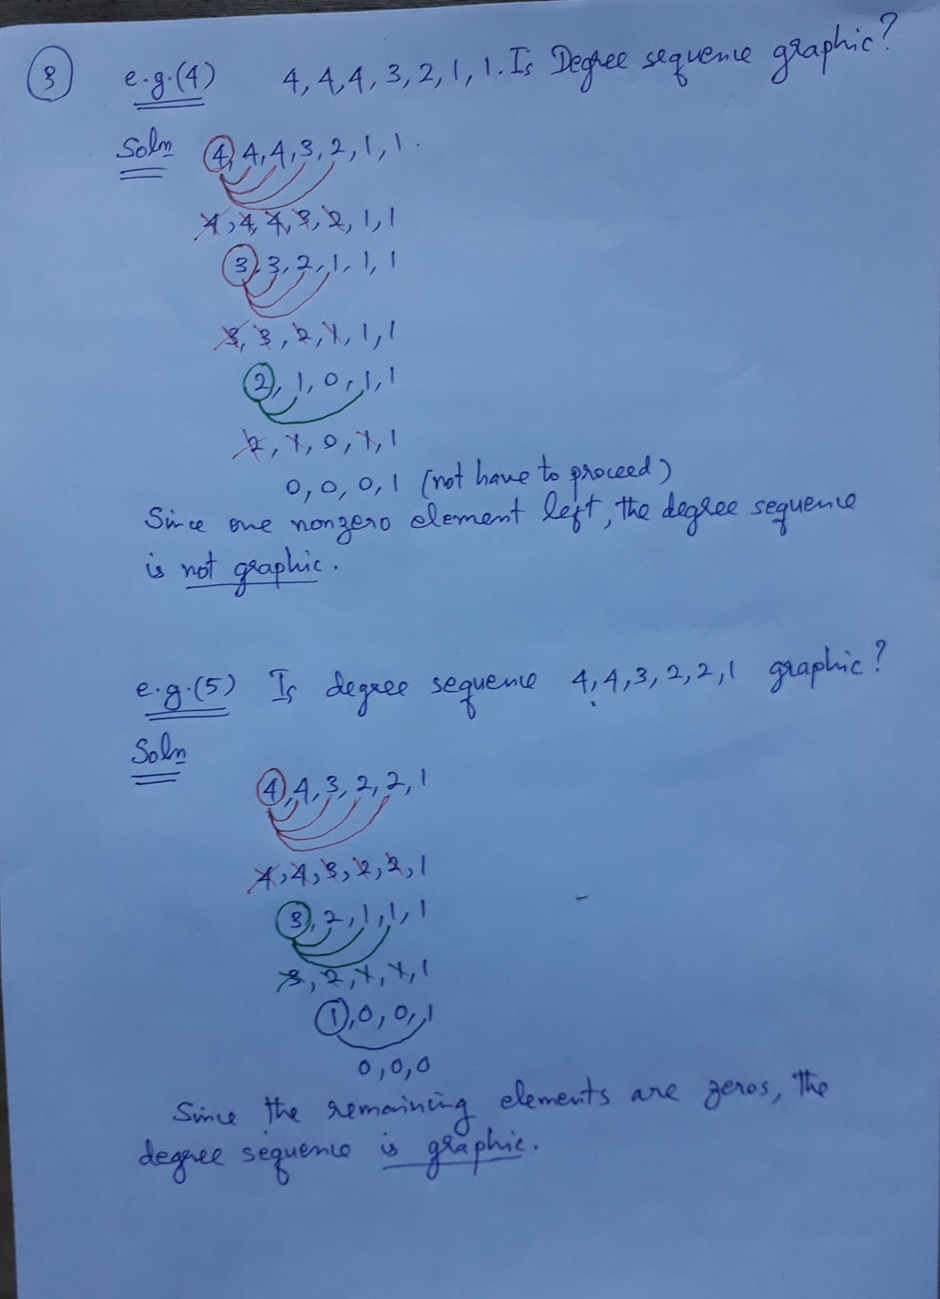 3 e.g.(4) 4,4,4,3,2,1,1. Is Degree sequence graphic?
Soln 4,4,4,3,2,1,1.
4,4,4,3,2,1,1
3,3,2,1,1,1
3,3,2,1,1,1
2,1,0,1,1
2,1,0,1,1
0,0,0,1 (not have to proceed)
Since one nonzero element left, the degree sequence
is not graphic.
e.g.(5) Is degree sequence 4,4,3,2,2,1 graphic?
Soln
4,4,3,2,2,1
4,4,3,2,2,1
3,2,1,1,1
3,2,1,1,1
1,0,0,1
0,0,0
Since the remaining elements are zeros, the
degree sequence is graphic.